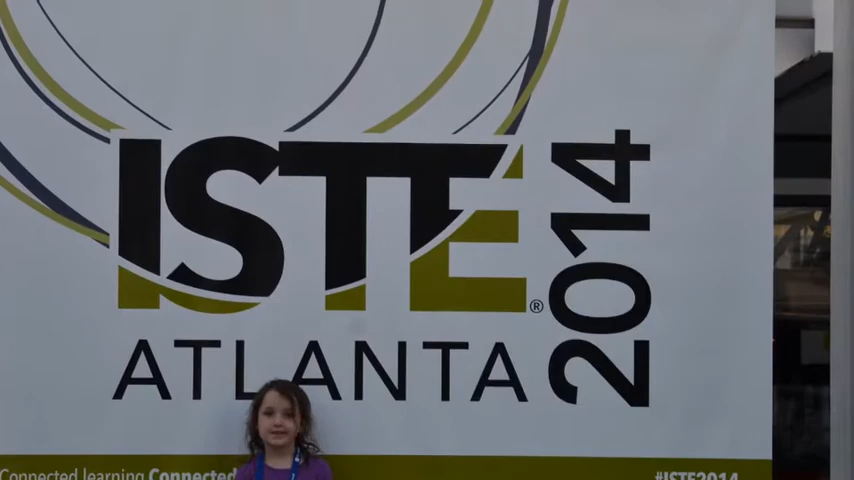 ISTE®
2014
ATLANTA
Connected learning. Connected
#ISTE2014